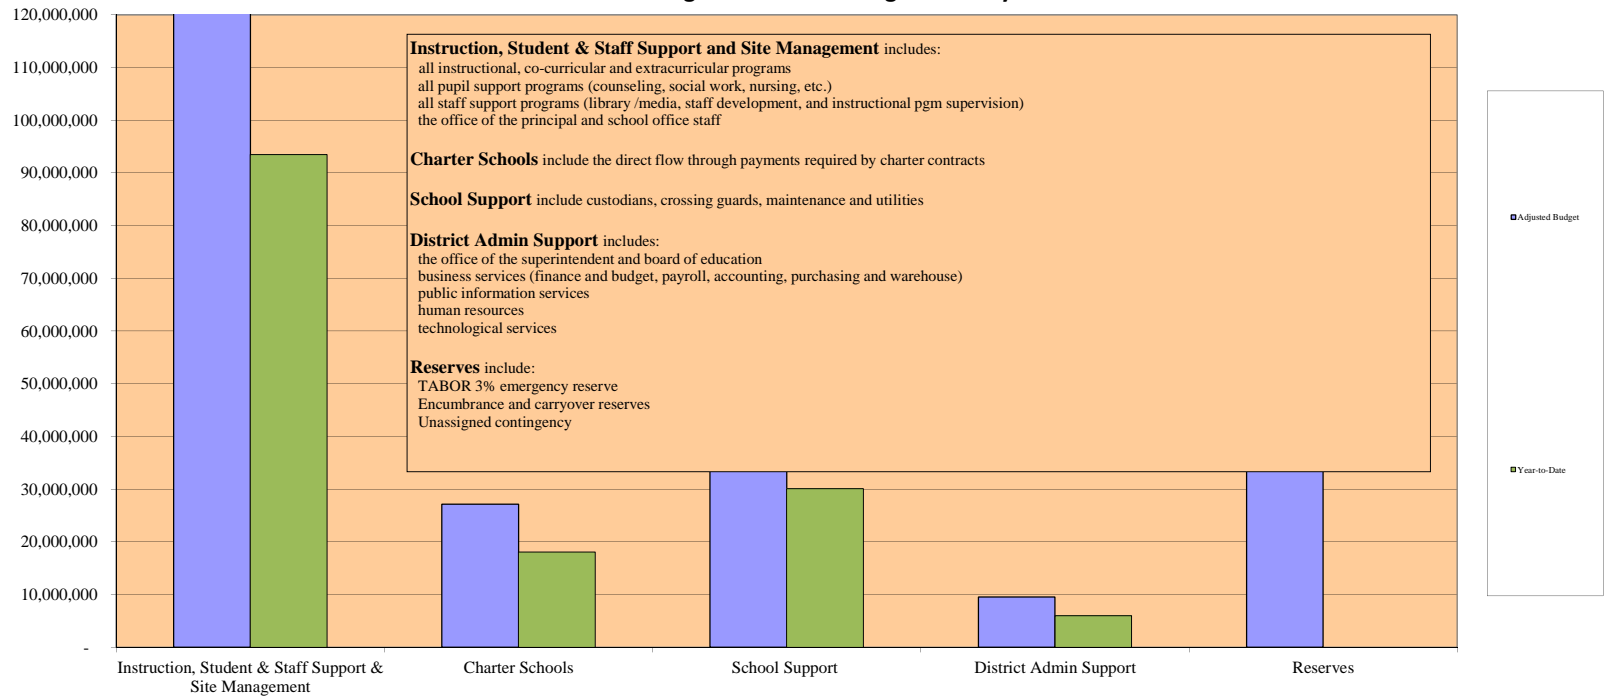 120,000,000
110,000,000
100,000,000
90,000,000
80,000,000
70,000,000
60,000,000
50,000,000
40,000,000
30,000,000
20,000,000
10,000,000
-
Instruction, Student & Staff Support and Site Management includes:
all instructional, co-curricular and extracurricular programs
all pupil support programs (counseling, social work, nursing, etc.)
all staff support programs (library /media, staff development, and instructional pgm supervision)
the office of the principal and school office staff
Charter Schools include the direct flow through payments required by charter contracts
School Support include custodians, crossing guards, maintenance and utilities
District Admin Support includes:
the office of the superintendent and board of education
business services (finance and budget, payroll, accounting, purchasing and warehouse)
public information services
human resources
technological services
Reserves include:
TABOR 3% emergency reserve
Encumbrance and carryover reserves
Unassigned contingency
Adjusted Budget
Year-to-Date
Instruction, Student & Staff Support &
Site Management
Charter Schools
School Support
District Admin Support
Reserves